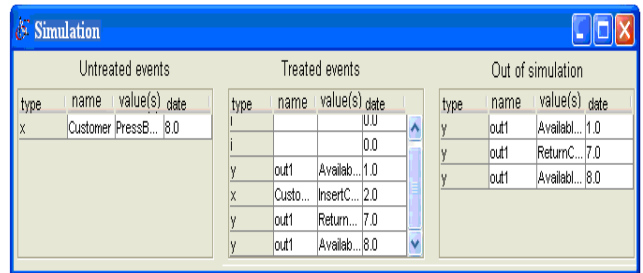 Simulation
Untreated events Treated events Out of simulation
type name value(s) date type name value(s) date type name value(s) date
x Customer PressB... 8.0 i 0.0 y out1 Availabl... 1.0
i 0.0 y out1 ReturnC... 7.0
y out1 Availab... 1.0 y out1 Availabl... 8.0
x Custo... InsertC... 2.0
y out1 Return... 7.0
y out1 Availab... 8.0